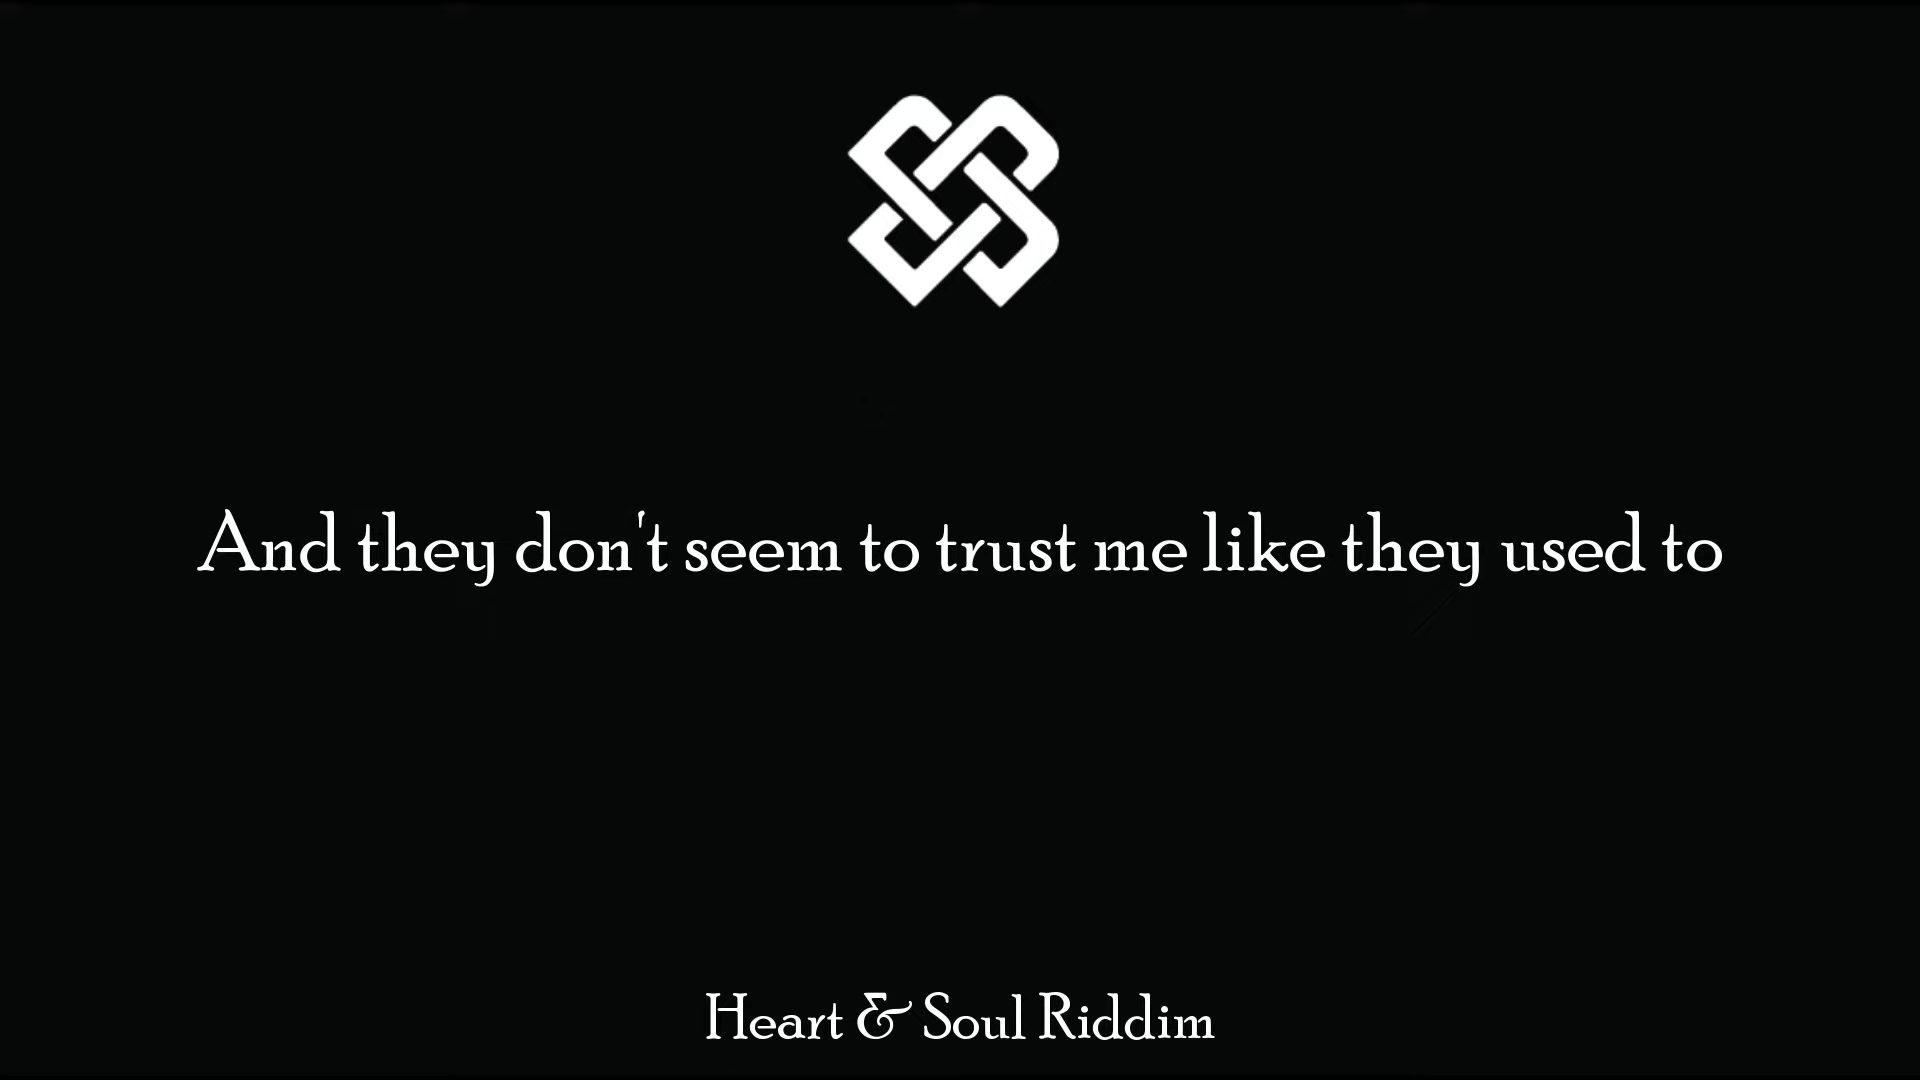 And they don't seem to trust me like they used to
Heart & Soul Riddim